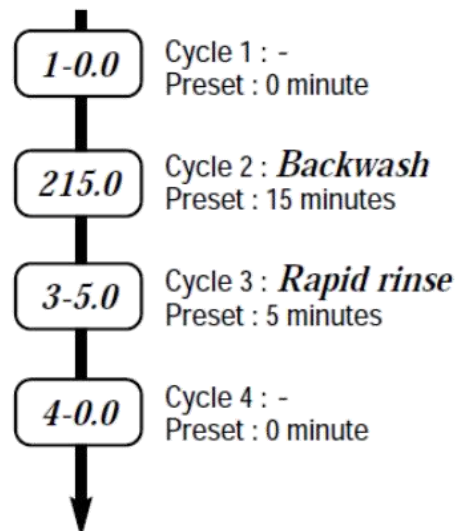 1-0.0
Cycle 1 : -
Preset : 0 minute
215.0
Cycle 2 : Backwash
Preset : 15 minutes
3-5.0
Cycle 3 : Rapid rinse
Preset : 5 minutes
4-0.0
Cycle 4 : -
Preset : 0 minute